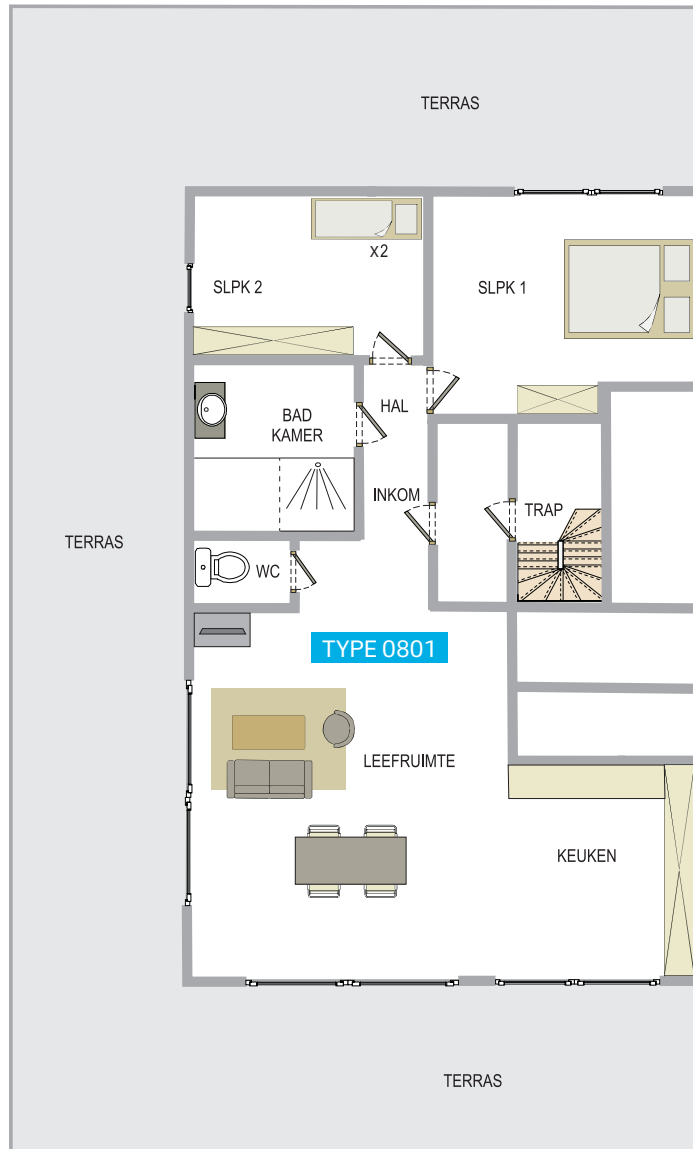 TERRAS
x2
SLPK 2
SLPK 1
HAL
BAD
KAMER
INKOM
TRAP
TERRAS
WC
TYPE 0801
LEEFRUIMTE
KEUKEN
TERRAS